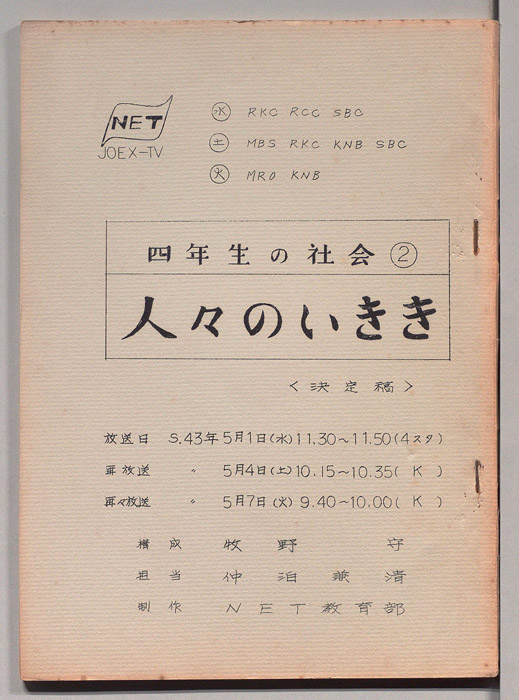 NET
JOEX-TV
㊌ RKC RCC SBC
㊏ MBS RKC KNB SBC
㊋ MRO KNB
四年生の社会②
人々のいきき
<決定稿>
放送日 S.43年5月1日(水)11.30~11.50(4スタ)
再放送 〃 5月4日(土)10.15~10.35( K )
再々放送 〃 5月7日(火)9.40~10.00( K )
構成 牧野 守
担当 仲泊兼清
制作 NET教育部